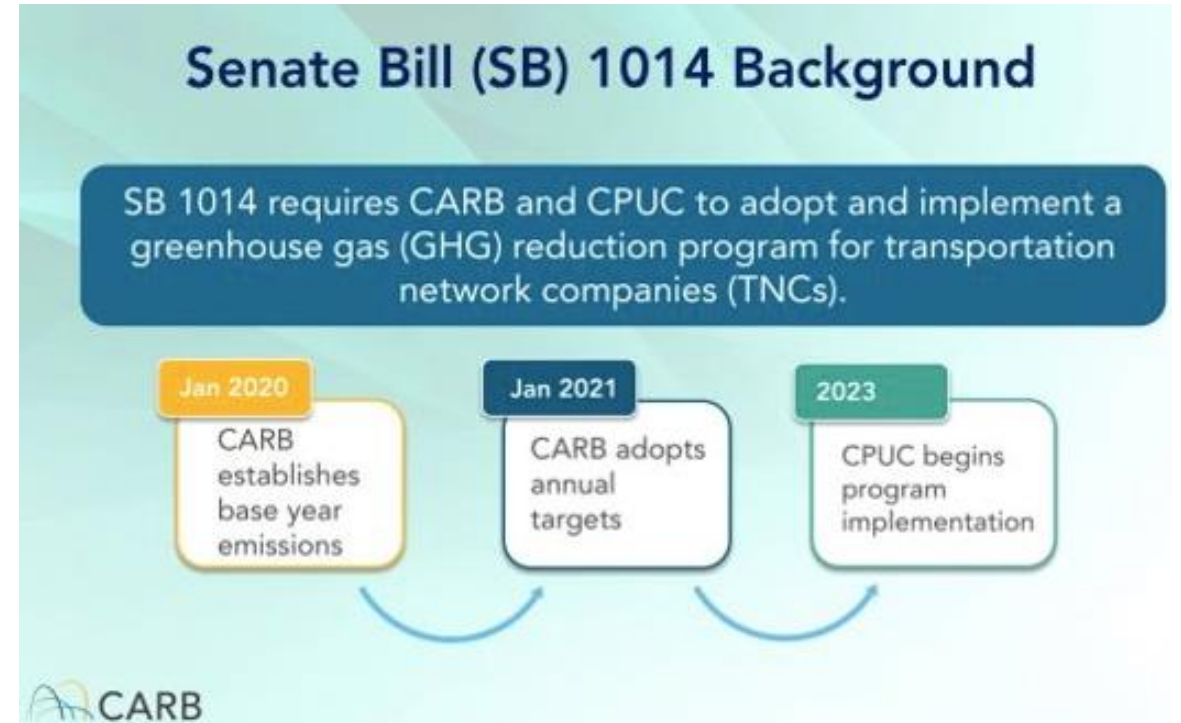 Senate Bill (SB) 1014 Background
SB 1014 requires CARB and CPUC to adopt and implement a
greenhouse gas (GHG) reduction program for transportation
network companies (TNCs).
Jan 2020
CARB
establishes
base year
emissions
Jan 2021
CARB adopts
annual
targets
2023
CPUC begins
program
implementation
CARB